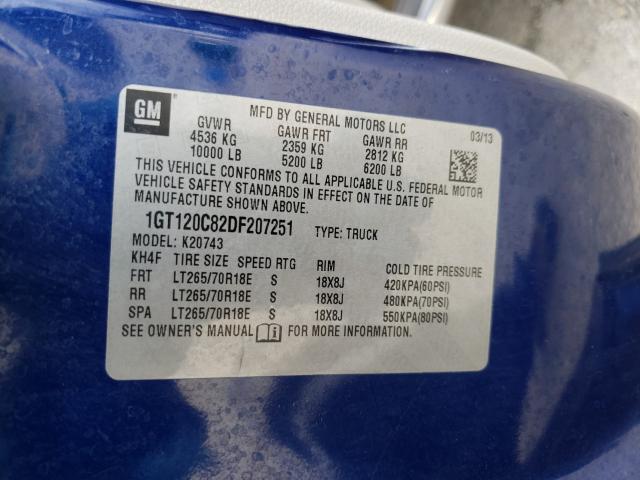 GM
MFD BY GENERAL MOTORS LLC
03/13
GVWR GAWR FRT GAWR RR
4536 KG 2359 KG 2812 KG
10000 LB 5200 LB 6200 LB
THIS VEHICLE CONFORMS TO ALL APPLICABLE U.S. FEDERAL MOTOR
VEHICLE SAFETY STANDARDS IN EFFECT ON THE DATE OF
MANUFACTURE SHOWN ABOVE.
1GT120C82DF207251 TYPE: TRUCK
MODEL: K20743
KH4F TIRE SIZE SPEED RTG RIM COLD TIRE PRESSURE
FRT LT265/70R18E S 18X8J 420KPA(60PSI)
RR LT265/70R18E S 18X8J 480KPA(70PSI)
SPA LT265/70R18E S 18X8J 550KPA(80PSI)
SEE OWNER'S MANUAL FOR MORE INFORMATION.